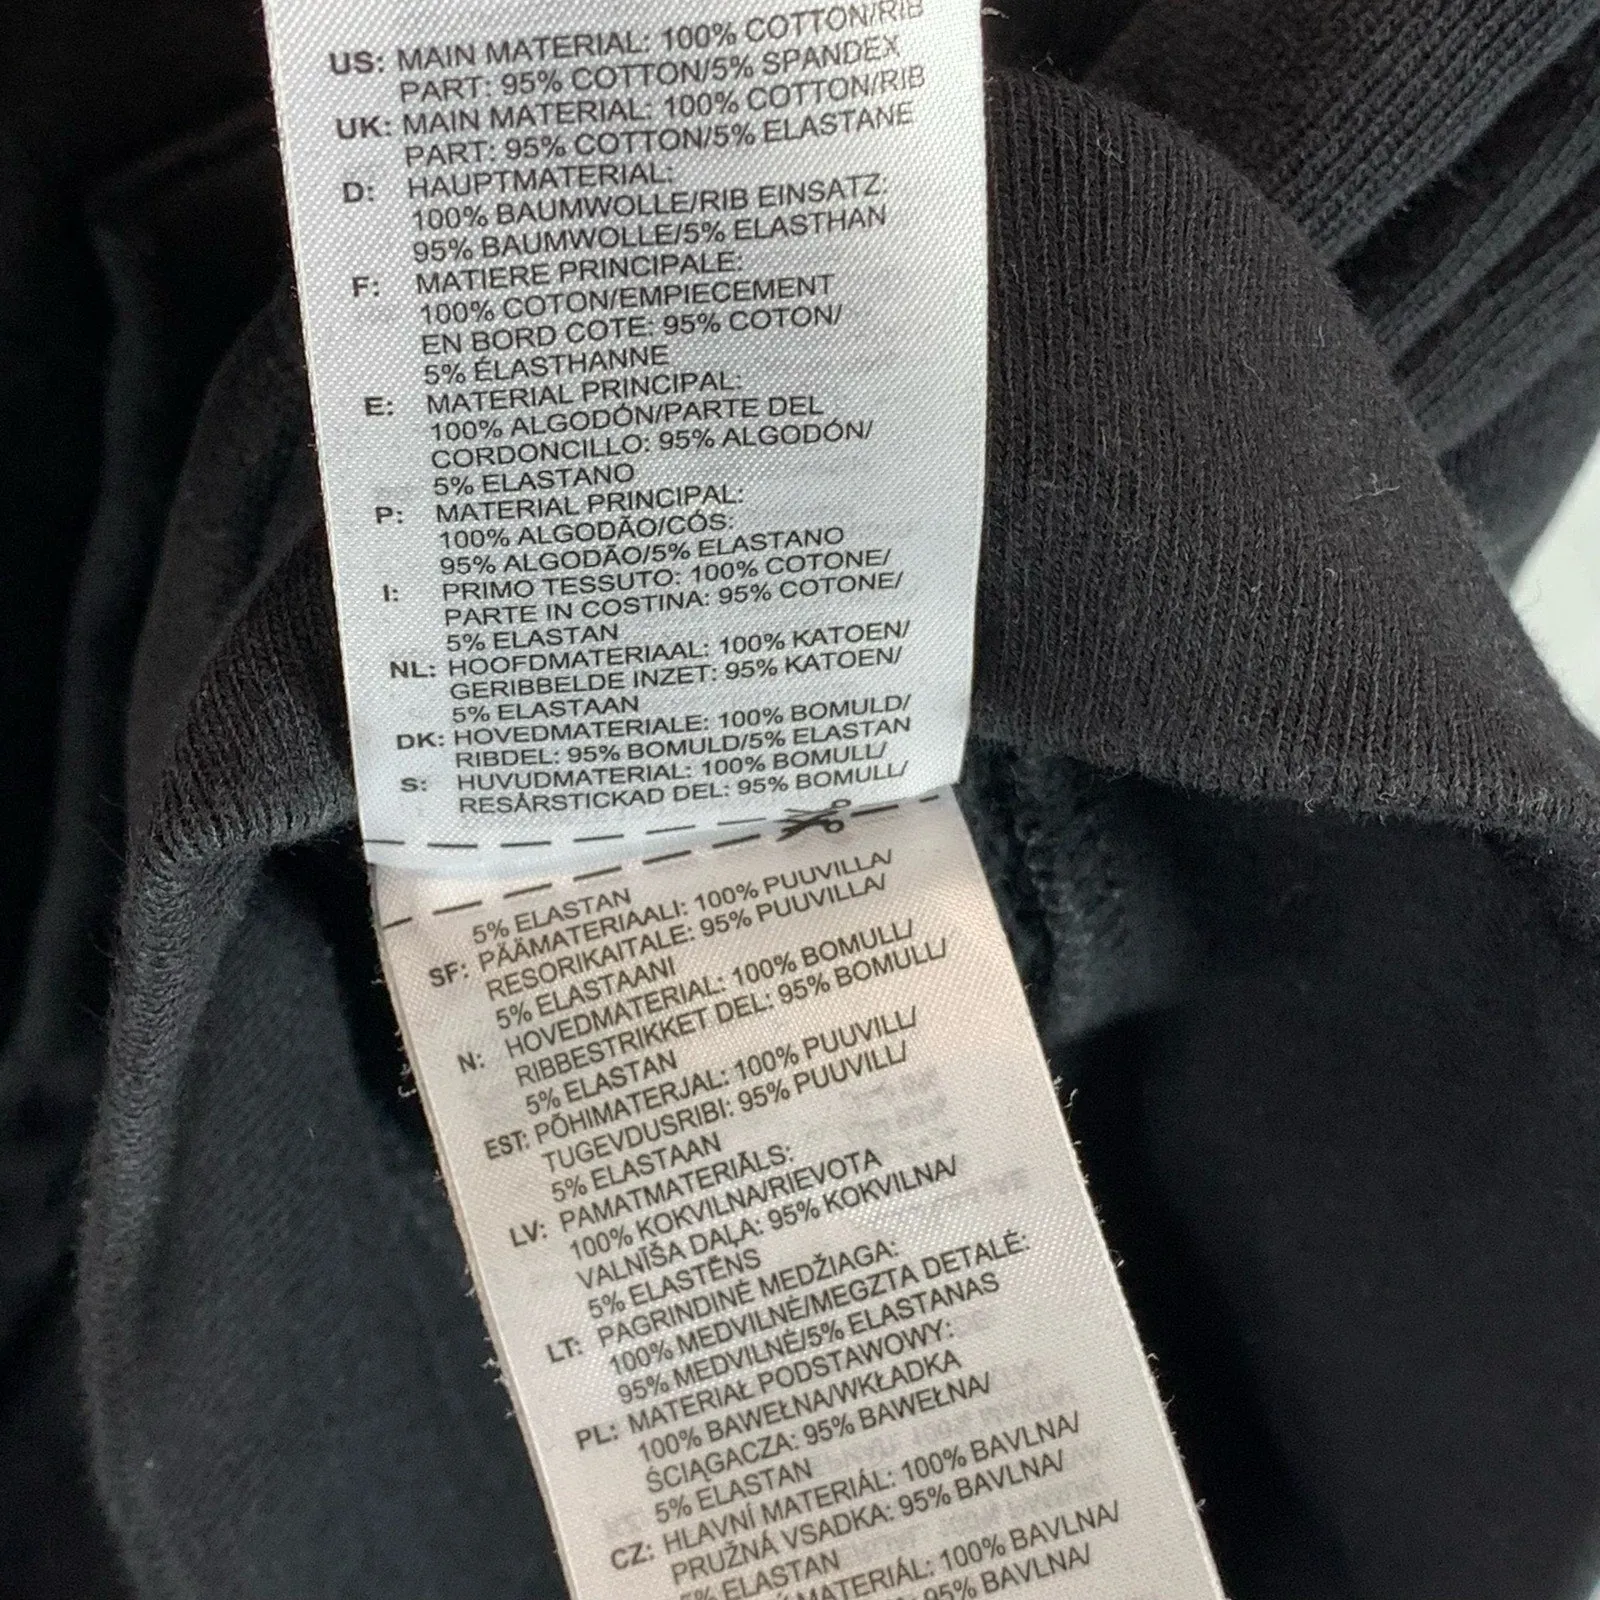 US: MAIN MATERIAL: 100% COTTON/RIB
PART: 95% COTTON/5% SPANDEX
UK: MAIN MATERIAL: 100% COTTON/RIB
PART: 95% COTTON/5% ELASTANE
D: HAUPTMATERIAL:
100% BAUMWOLLE/RIB EINSATZ:
95% BAUMWOLLE/5% ELASTHAN
F: MATIERE PRINCIPALE:
100% COTON/EMPIECEMENT
EN BORD COTE: 95% COTON/
5% ÉLASTHANNE
E: MATERIAL PRINCIPAL:
100% ALGODÓN/PARTE DEL
CORDONCILLO: 95% ALGODÓN/
5% ELASTANO
P: MATERIAL PRINCIPAL:
100% ALGODÃO/CÓS:
95% ALGODÃO/5% ELASTANO
I: PRIMO TESSUTO: 100% COTONE/
PARTE IN COSTINA: 95% COTONE/
5% ELASTAN
NL: HOOFDMATERIAAL: 100% KATOEN/
GERIBBELDE INZET: 95% KATOEN/
5% ELASTAAN
DK: HOVEDMATERIALE: 100% BOMULD/
RIBDEL: 95% BOMULD/5% ELASTAN
S: HUVUDMATERIAL: 100% BOMULL/
RESÅRSTICKAD DEL: 95% BOMULL/
5% ELASTAN
SF: PÄÄMATERIAALI: 100% PUUVILLA/
RESORIKAITALE: 95% PUUVILLA/
5% ELASTAANI
N: HOVEDMATERIAL: 100% BOMULL/
RIBBESTRIKKET DEL: 95% BOMULL/
5% ELASTAN
EST: PÕHIMATERJAL: 100% PUUVILL/
TUGEVDUSRIBI: 95% PUUVILL/
5% ELASTAAN
LV: PAMATMATERIĀLS:
100% KOKVILNA/RIEVOTA
VALNĪŠA DAĻA: 95% KOKVILNA/
5% ELASTĒNS
LT: PAGRINDINĖ MEDŽIAGA:
100% MEDVILNĖ/MEGZTA DETALĖ:
95% MEDVILNĖ/5% ELASTANAS
PL: MATERIAŁ PODSTAWOWY:
100% BAWEŁNA/WKŁADKA
ŚCIĄGACZA: 95% BAWEŁNA/
5% ELASTAN
CZ: HLAVNÍ MATERIÁL: 100% BAVLNA/
PRUŽNÁ VSADKA: 95% BAVLNA/
5% ELASTAN
MATERIÁL: 100% BAVLNA/
95% BAVLNA/